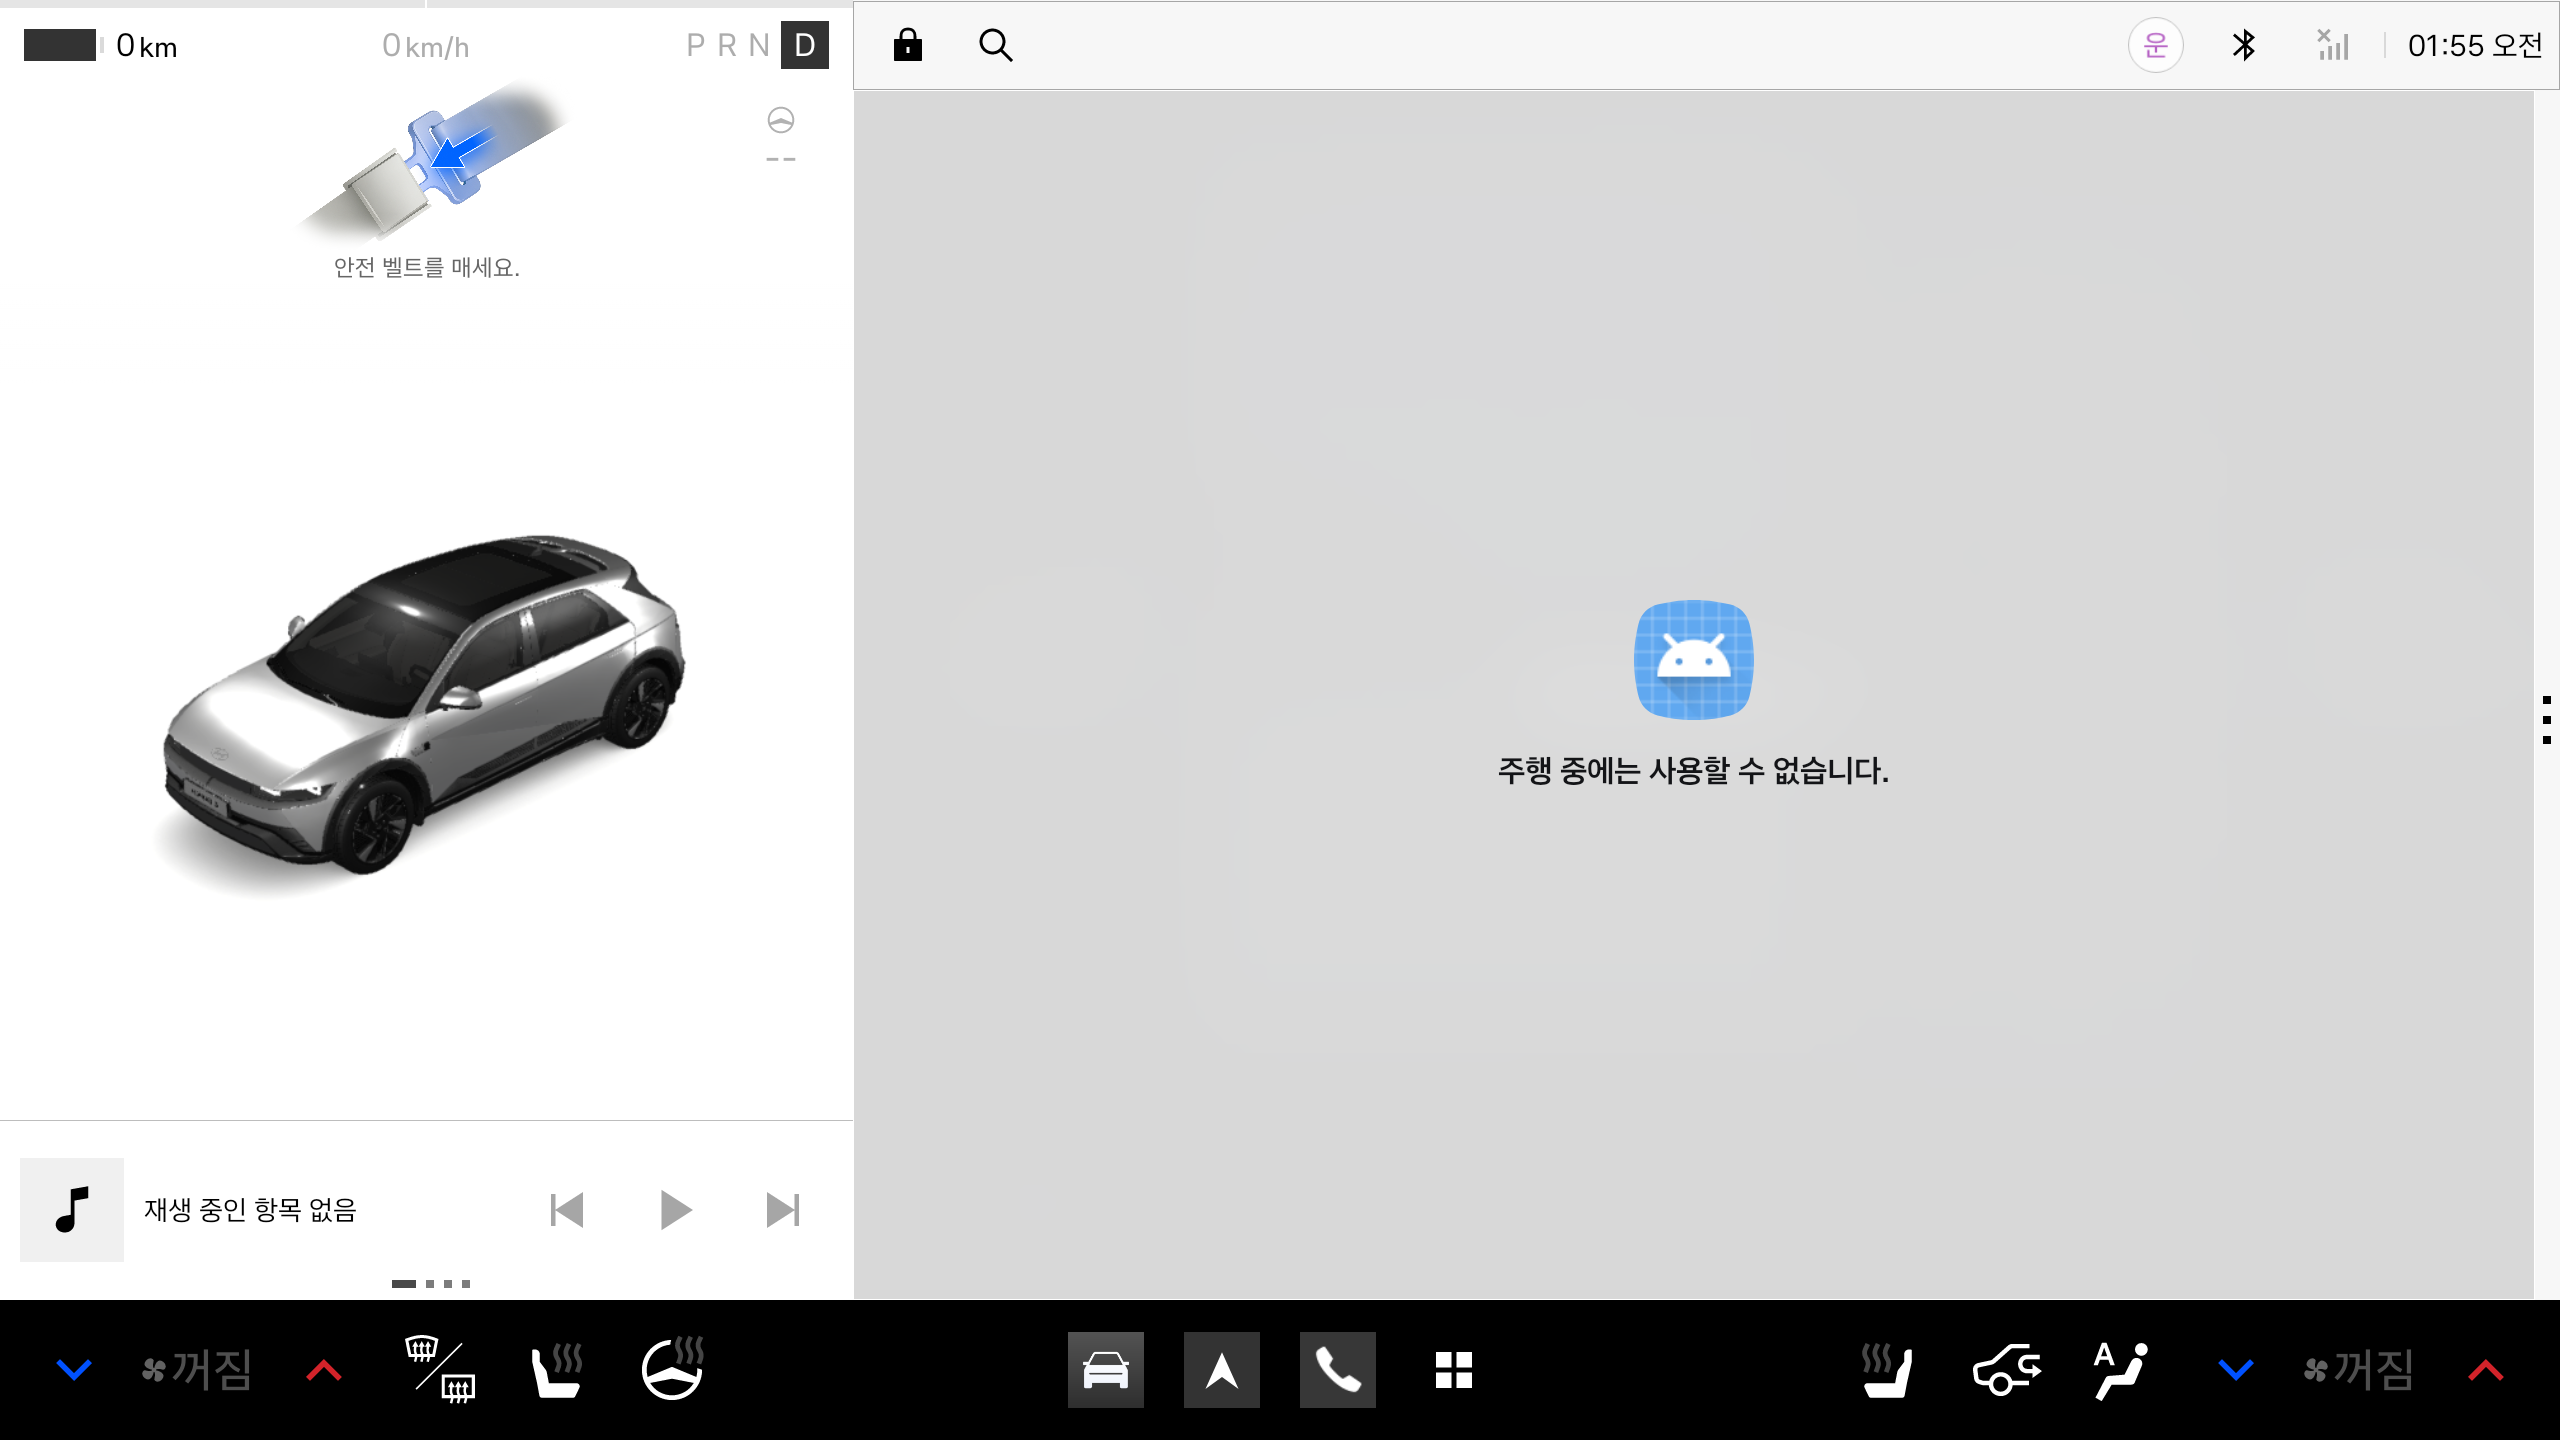 0 km
0 km/h
P R N D
운
01:55 오전
--
안전 벨트를 매세요.
주행 중에는 사용할 수 없습니다.
재생 중인 항목 없음
꺼짐
A
꺼짐